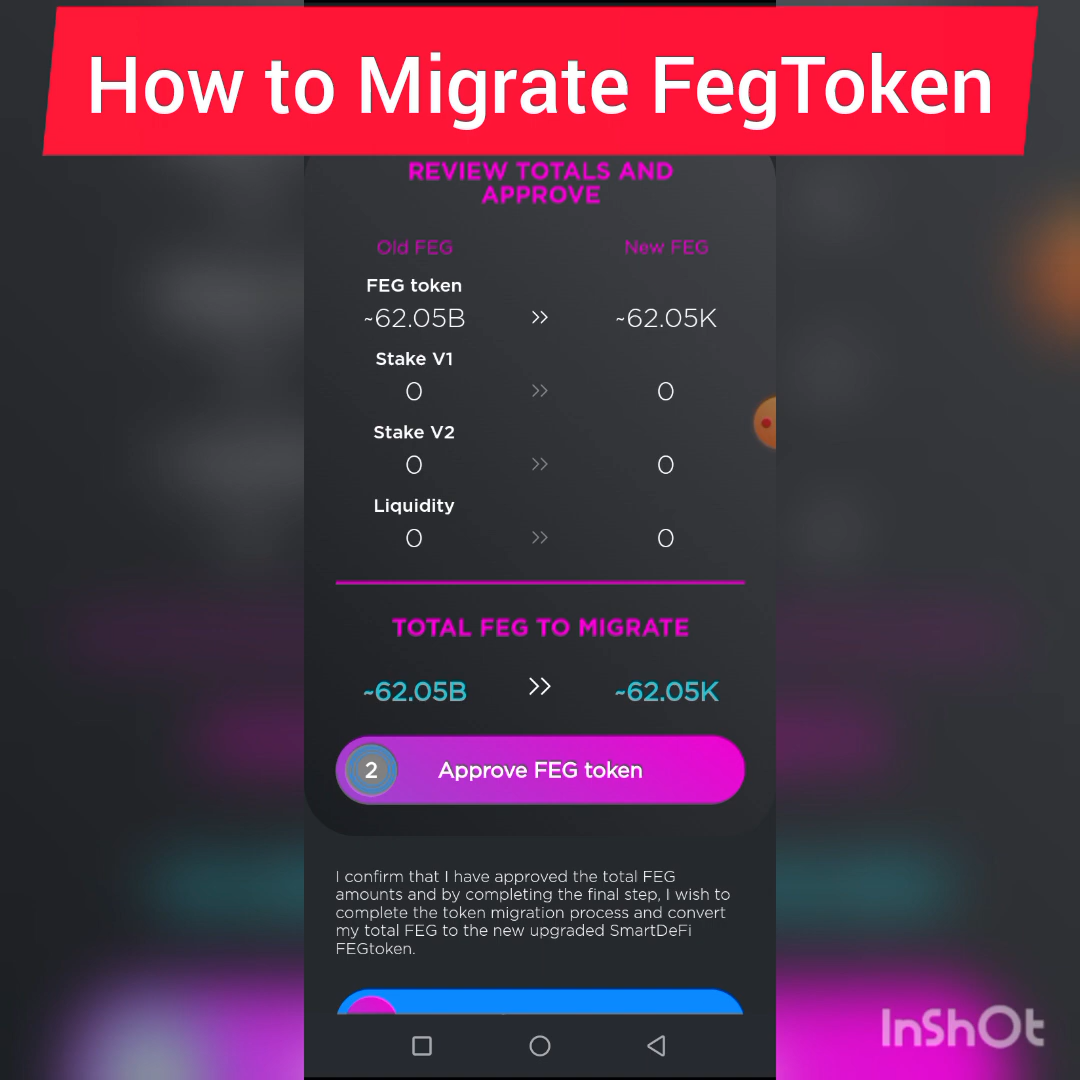 How to Migrate FegToken
REVIEW TOTALS AND
APPROVE
Old FEG New FEG
FEG token
~62.05B >> ~62.05K
Stake V1
0 >> 0
Stake V2
0 >> 0
Liquidity
0 >> 0
TOTAL FEG TO MIGRATE
~62.05B >> ~62.05K
2 Approve FEG token
I confirm that I have approved the total FEG
amounts and by completing the final step, I wish to
complete the token migration process and convert
my total FEG to the new upgraded SmartDeFi
FEGtoken.
InShOt